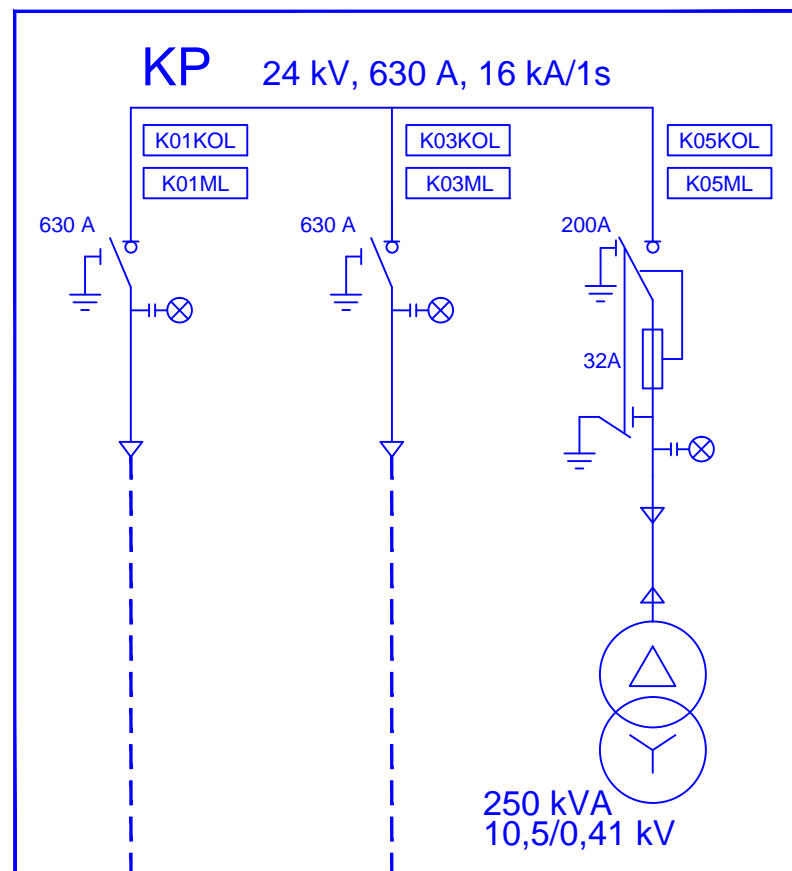 KP 24 kV, 630 A, 16 kA/1s
K01KOL K03KOL K05KOL
K01ML K03ML K05ML
630 A 630 A 200A
32A
250 kVA
10,5/0,41 kV